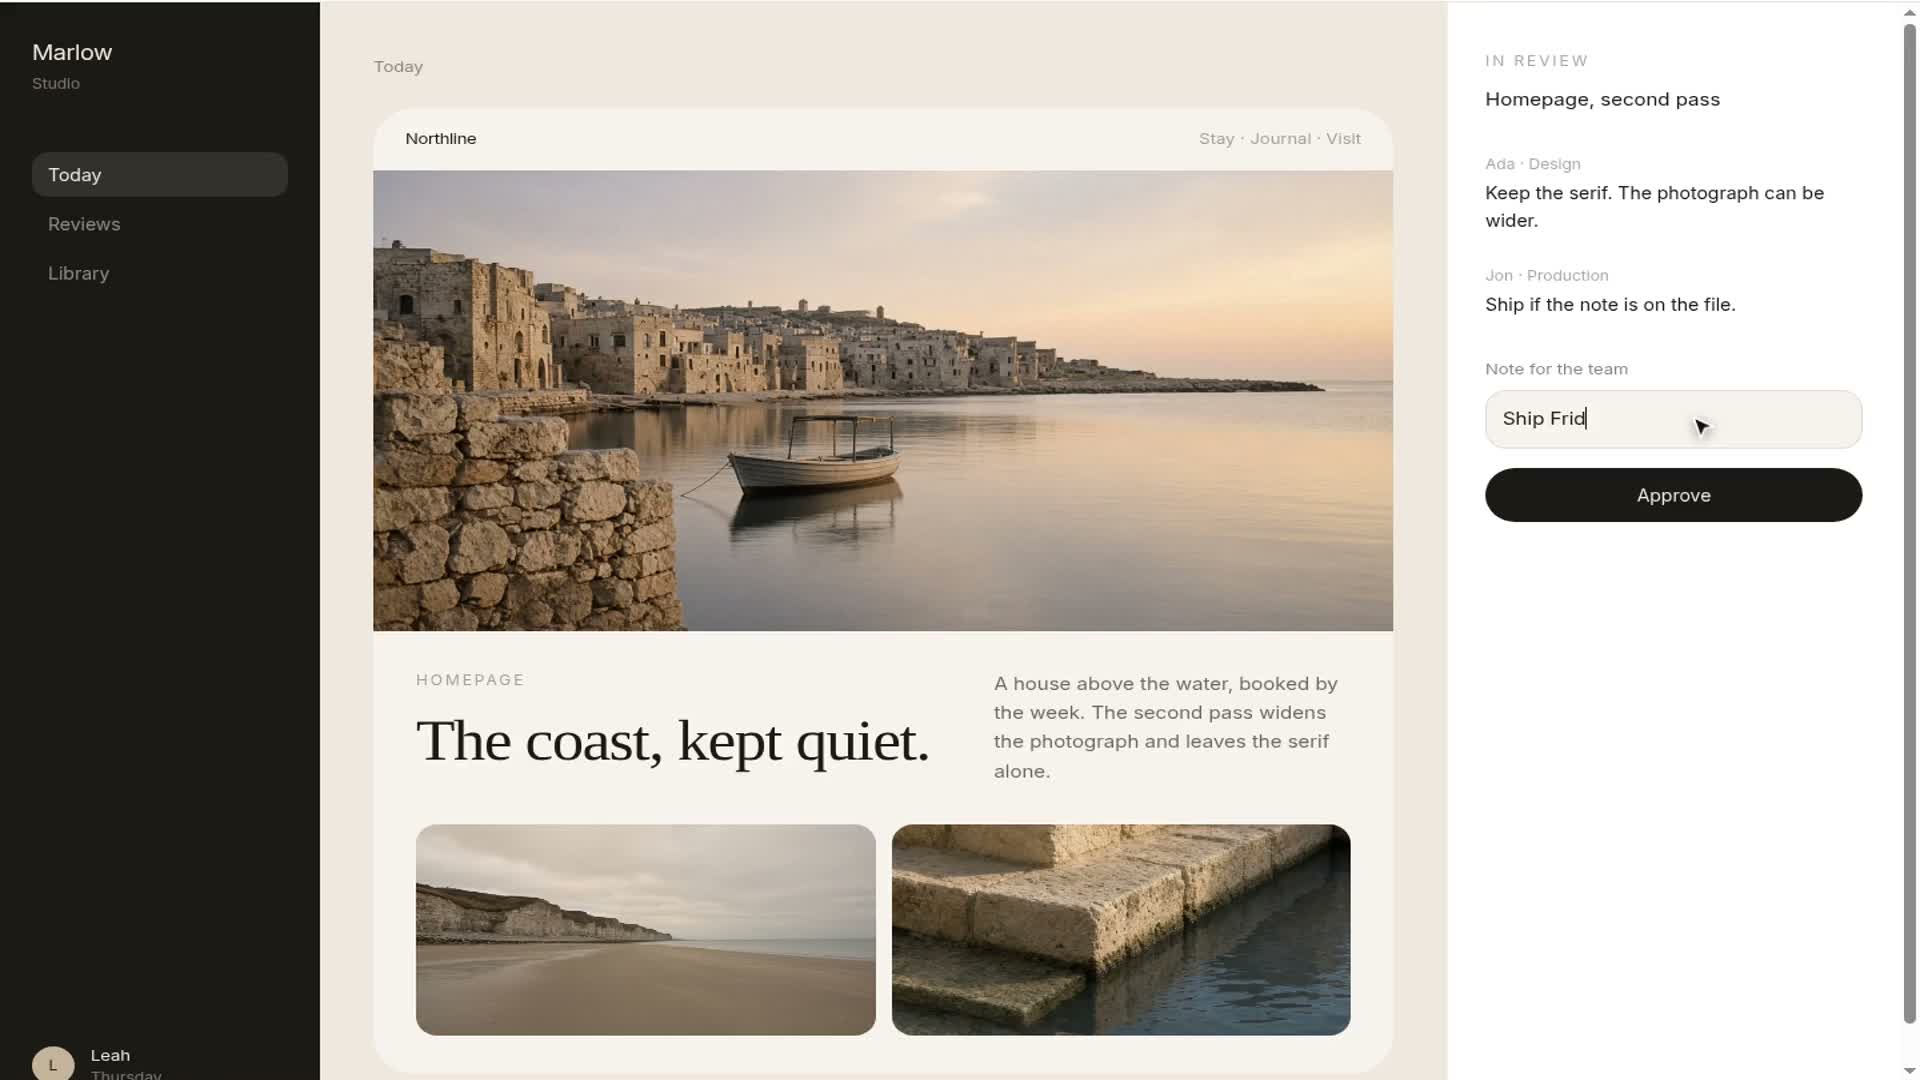 Marlow
Studio
Today
Reviews
Library
L
Leah
Thursday
Today
Northline
Stay · Journal · Visit
HOMEPAGE
The coast, kept quiet.
A house above the water, booked by
the week. The second pass widens
the photograph and leaves the serif
alone.
IN REVIEW
Homepage, second pass
Ada · Design
Keep the serif. The photograph can be
wider.
Jon · Production
Ship if the note is on the file.
Note for the team
Ship Frid
Approve